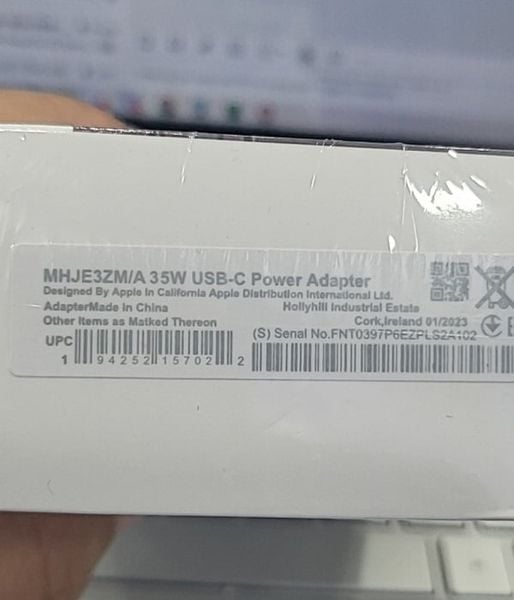 MHJE3ZM/A 35W USB-C Power Adapter
Designed By Apple In California Apple Distribution International Ltd.
AdapterMade In China
Hollyhill Industrial Estate
Other Items as Matked Thereon
Cork,Ireland 01/2023
UPC
(S) Serial No.FNT0397P6EZPLS2A102
1 94252 15702 2